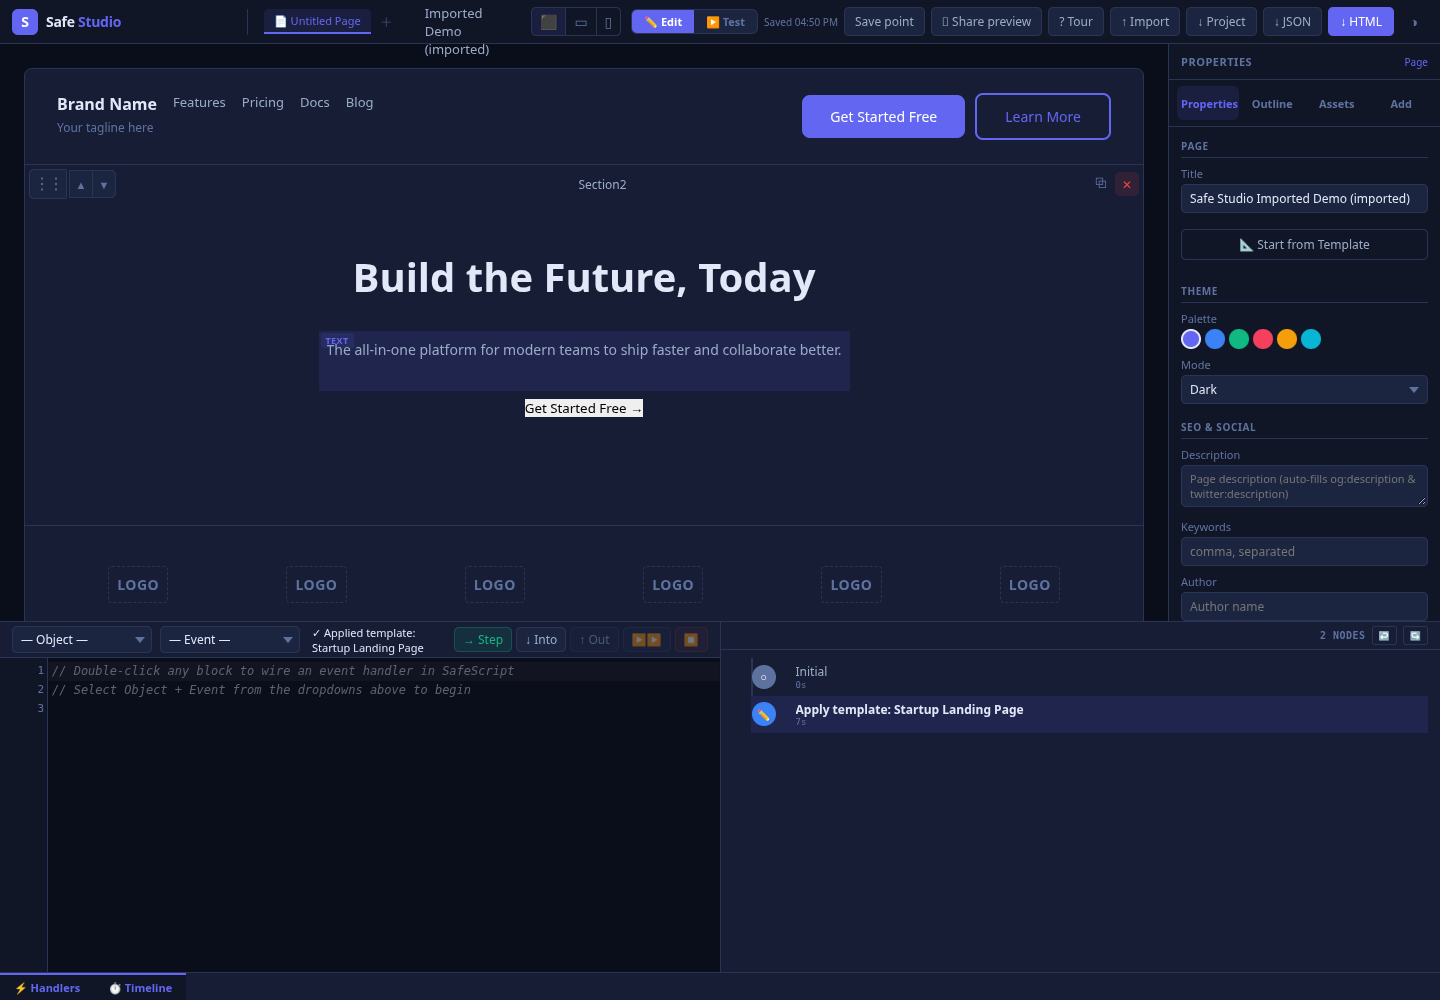 S Safe Studio
📄 Untitled Page +
Imported
Demo
(imported)
✏️ Edit ▶️ Test
Saved 04:50 PM
Save point
Share preview
? Tour
↑ Import
↓ Project
↓ JSON
↓ HTML
Brand Name Features Pricing Docs Blog
Your tagline here
Get Started Free Learn More
Section2
Build the Future, Today
TEXT
The all-in-one platform for modern teams to ship faster and collaborate better.
Get Started Free →
LOGO LOGO LOGO LOGO LOGO LOGO
PROPERTIES Page
Properties Outline Assets Add
PAGE
Title
Safe Studio Imported Demo (imported)
📐 Start from Template
THEME
Palette
Mode
Dark
SEO & SOCIAL
Description
Page description (auto-fills og:description &
twitter:description)
Keywords
comma, separated
Author
Author name
— Object — — Event —
✓ Applied template:
Startup Landing Page
→ Step ↓ Into ↑ Out
1 // Double-click any block to wire an event handler in SafeScript
2 // Select Object + Event from the dropdowns above to begin
3
2 NODES
Initial
0s
Apply template: Startup Landing Page
7s
⚡ Handlers ⏱️ Timeline